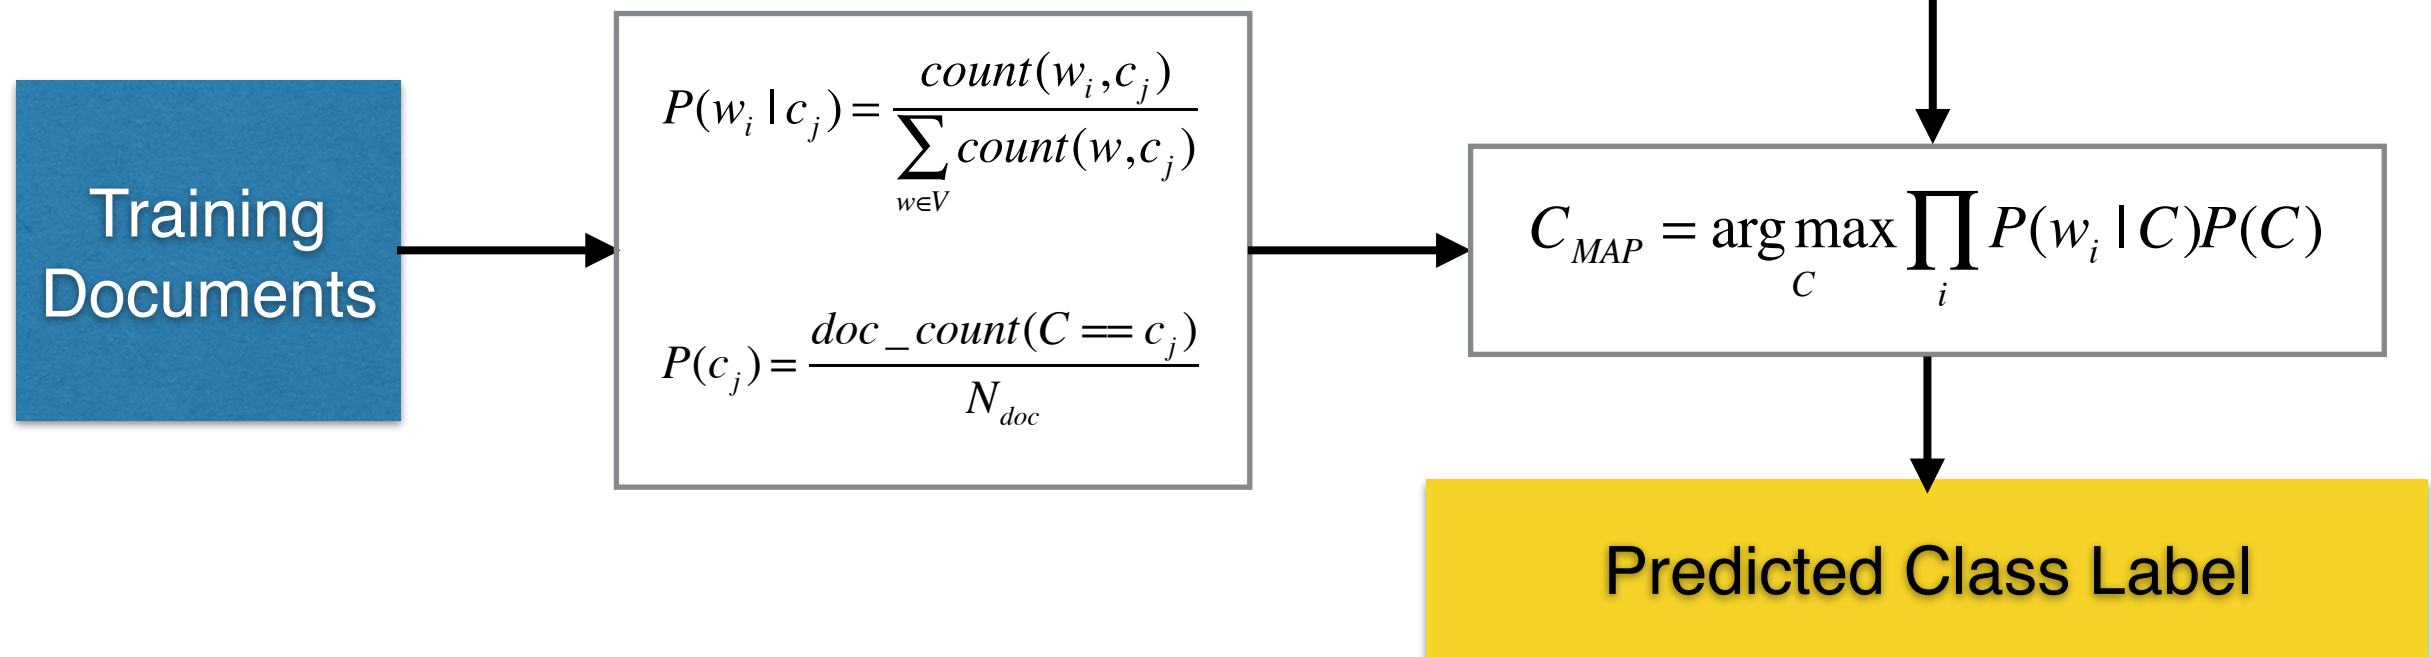 Training
Documents
P(w_i | c_j) = count(w_i, c_j) / ∑_{w∈V} count(w, c_j)
P(c_j) = doc_count(C == c_j) / N_doc
C_MAP = arg max_C ∏_i P(w_i | C)P(C)
Predicted Class Label